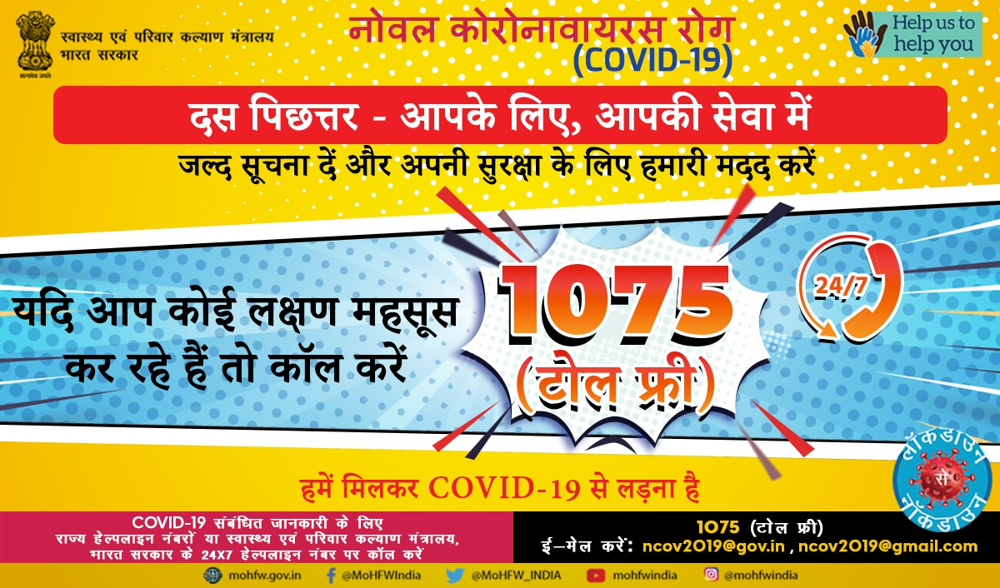 स्वास्थ्य एवं परिवार कल्याण मंत्रालय
भारत सरकार
सत्यमेव जयते
नोवल कोरोनावायरस रोग
(COVID-19)
Help us to
help you
दस पिछत्तर - आपके लिए, आपकी सेवा में
जल्द सूचना दें और अपनी सुरक्षा के लिए हमारी मदद करें
यदि आप कोई लक्षण महसूस
कर रहे हैं तो कॉल करें
1075
(टोल फ्री)
24/7
हमें मिलकर COVID-19 से लड़ना है
लॉकडाउन
से
नॉकडाउन
COVID-19 संबंधित जानकारी के लिए
राज्य हेल्पलाइन नंबरों या स्वास्थ्य एवं परिवार कल्याण मंत्रालय,
भारत सरकार के 24X7 हेल्पलाइन नंबर पर कॉल करें
1075 (टोल फ्री)
ई-मेल करें: ncov2019@gov.in , ncov2019@gmail.com
mohfw.gov.in @MoHFWIndia @MoHFW_INDIA mohfwindia @mohfwindia